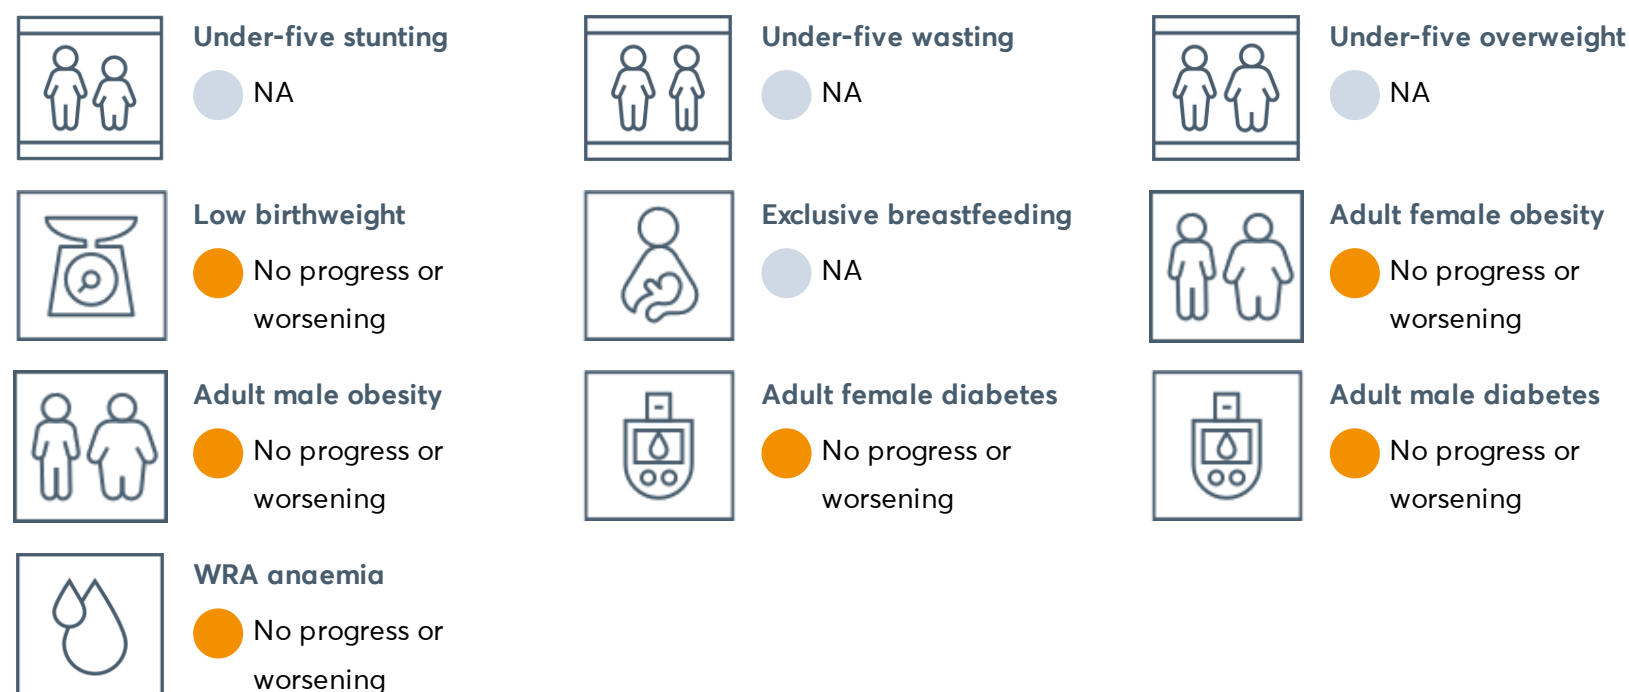 Under-five stunting
NA
Under-five wasting
NA
Under-five overweight
NA
Low birthweight
No progress or
worsening
Exclusive breastfeeding
NA
Adult female obesity
No progress or
worsening
Adult male obesity
No progress or
worsening
Adult female diabetes
No progress or
worsening
Adult male diabetes
No progress or
worsening
WRA anaemia
No progress or
worsening